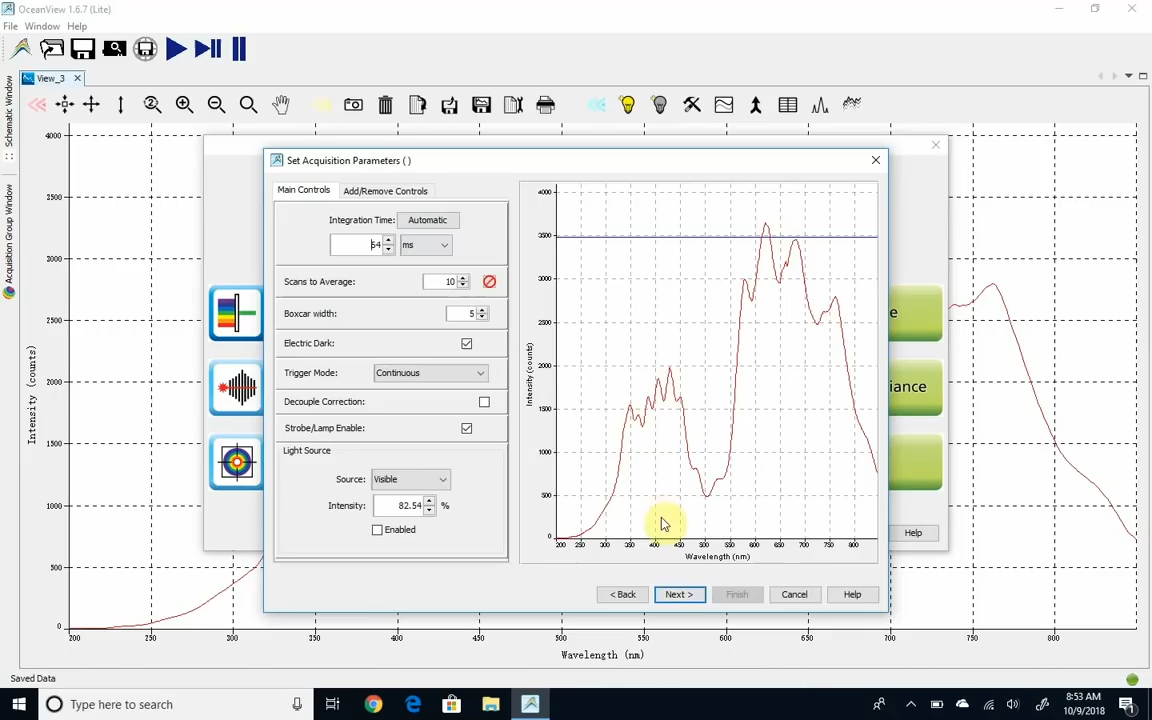 OceanView 1.6.7 (Lite)
File Window Help
View_3
Schematic Window
Acquisition Group Window
4000
3500
3000
2500
2000
1500
1000
500
0
Intensity (counts)
200 250 300 350 400 450 500 550 600 650 700 750 800
Wavelength (nm)
Set Acquisition Parameters ( )
Main Controls Add/Remove Controls
Integration Time: Automatic
54 ms
Scans to Average: 10
Boxcar width: 5
Electric Dark:
Trigger Mode: Continuous
Decouple Correction:
Strobe/Lamp Enable:
Light Source
Source: Visible
Intensity: 82.54 %
Enabled
4000
3500
3000
2500
2000
1500
1000
500
0
Intensity (counts)
200 250 300 350 400 450 500 550 600 650 700 750 800
Wavelength (nm)
< Back Next > Finish Cancel Help
e
iance
Help
Saved Data
Type here to search
8:53 AM
10/9/2018
1